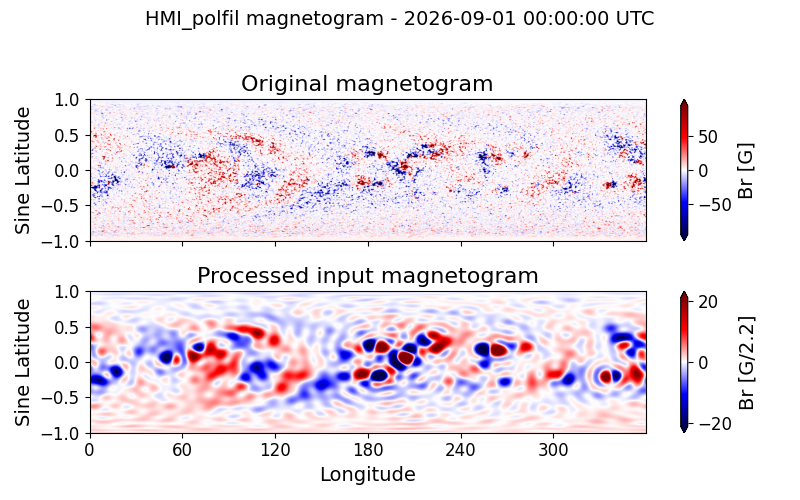 HMI_polfil magnetogram - 2026-09-01 00:00:00 UTC
Original magnetogram
Sine Latitude
1.0
0.5
0.0
−0.5
−1.0
50
0
−50
Br [G]
Processed input magnetogram
Sine Latitude
1.0
0.5
0.0
−0.5
−1.0
0
60
120
180
240
300
Longitude
20
0
−20
Br [G/2.2]